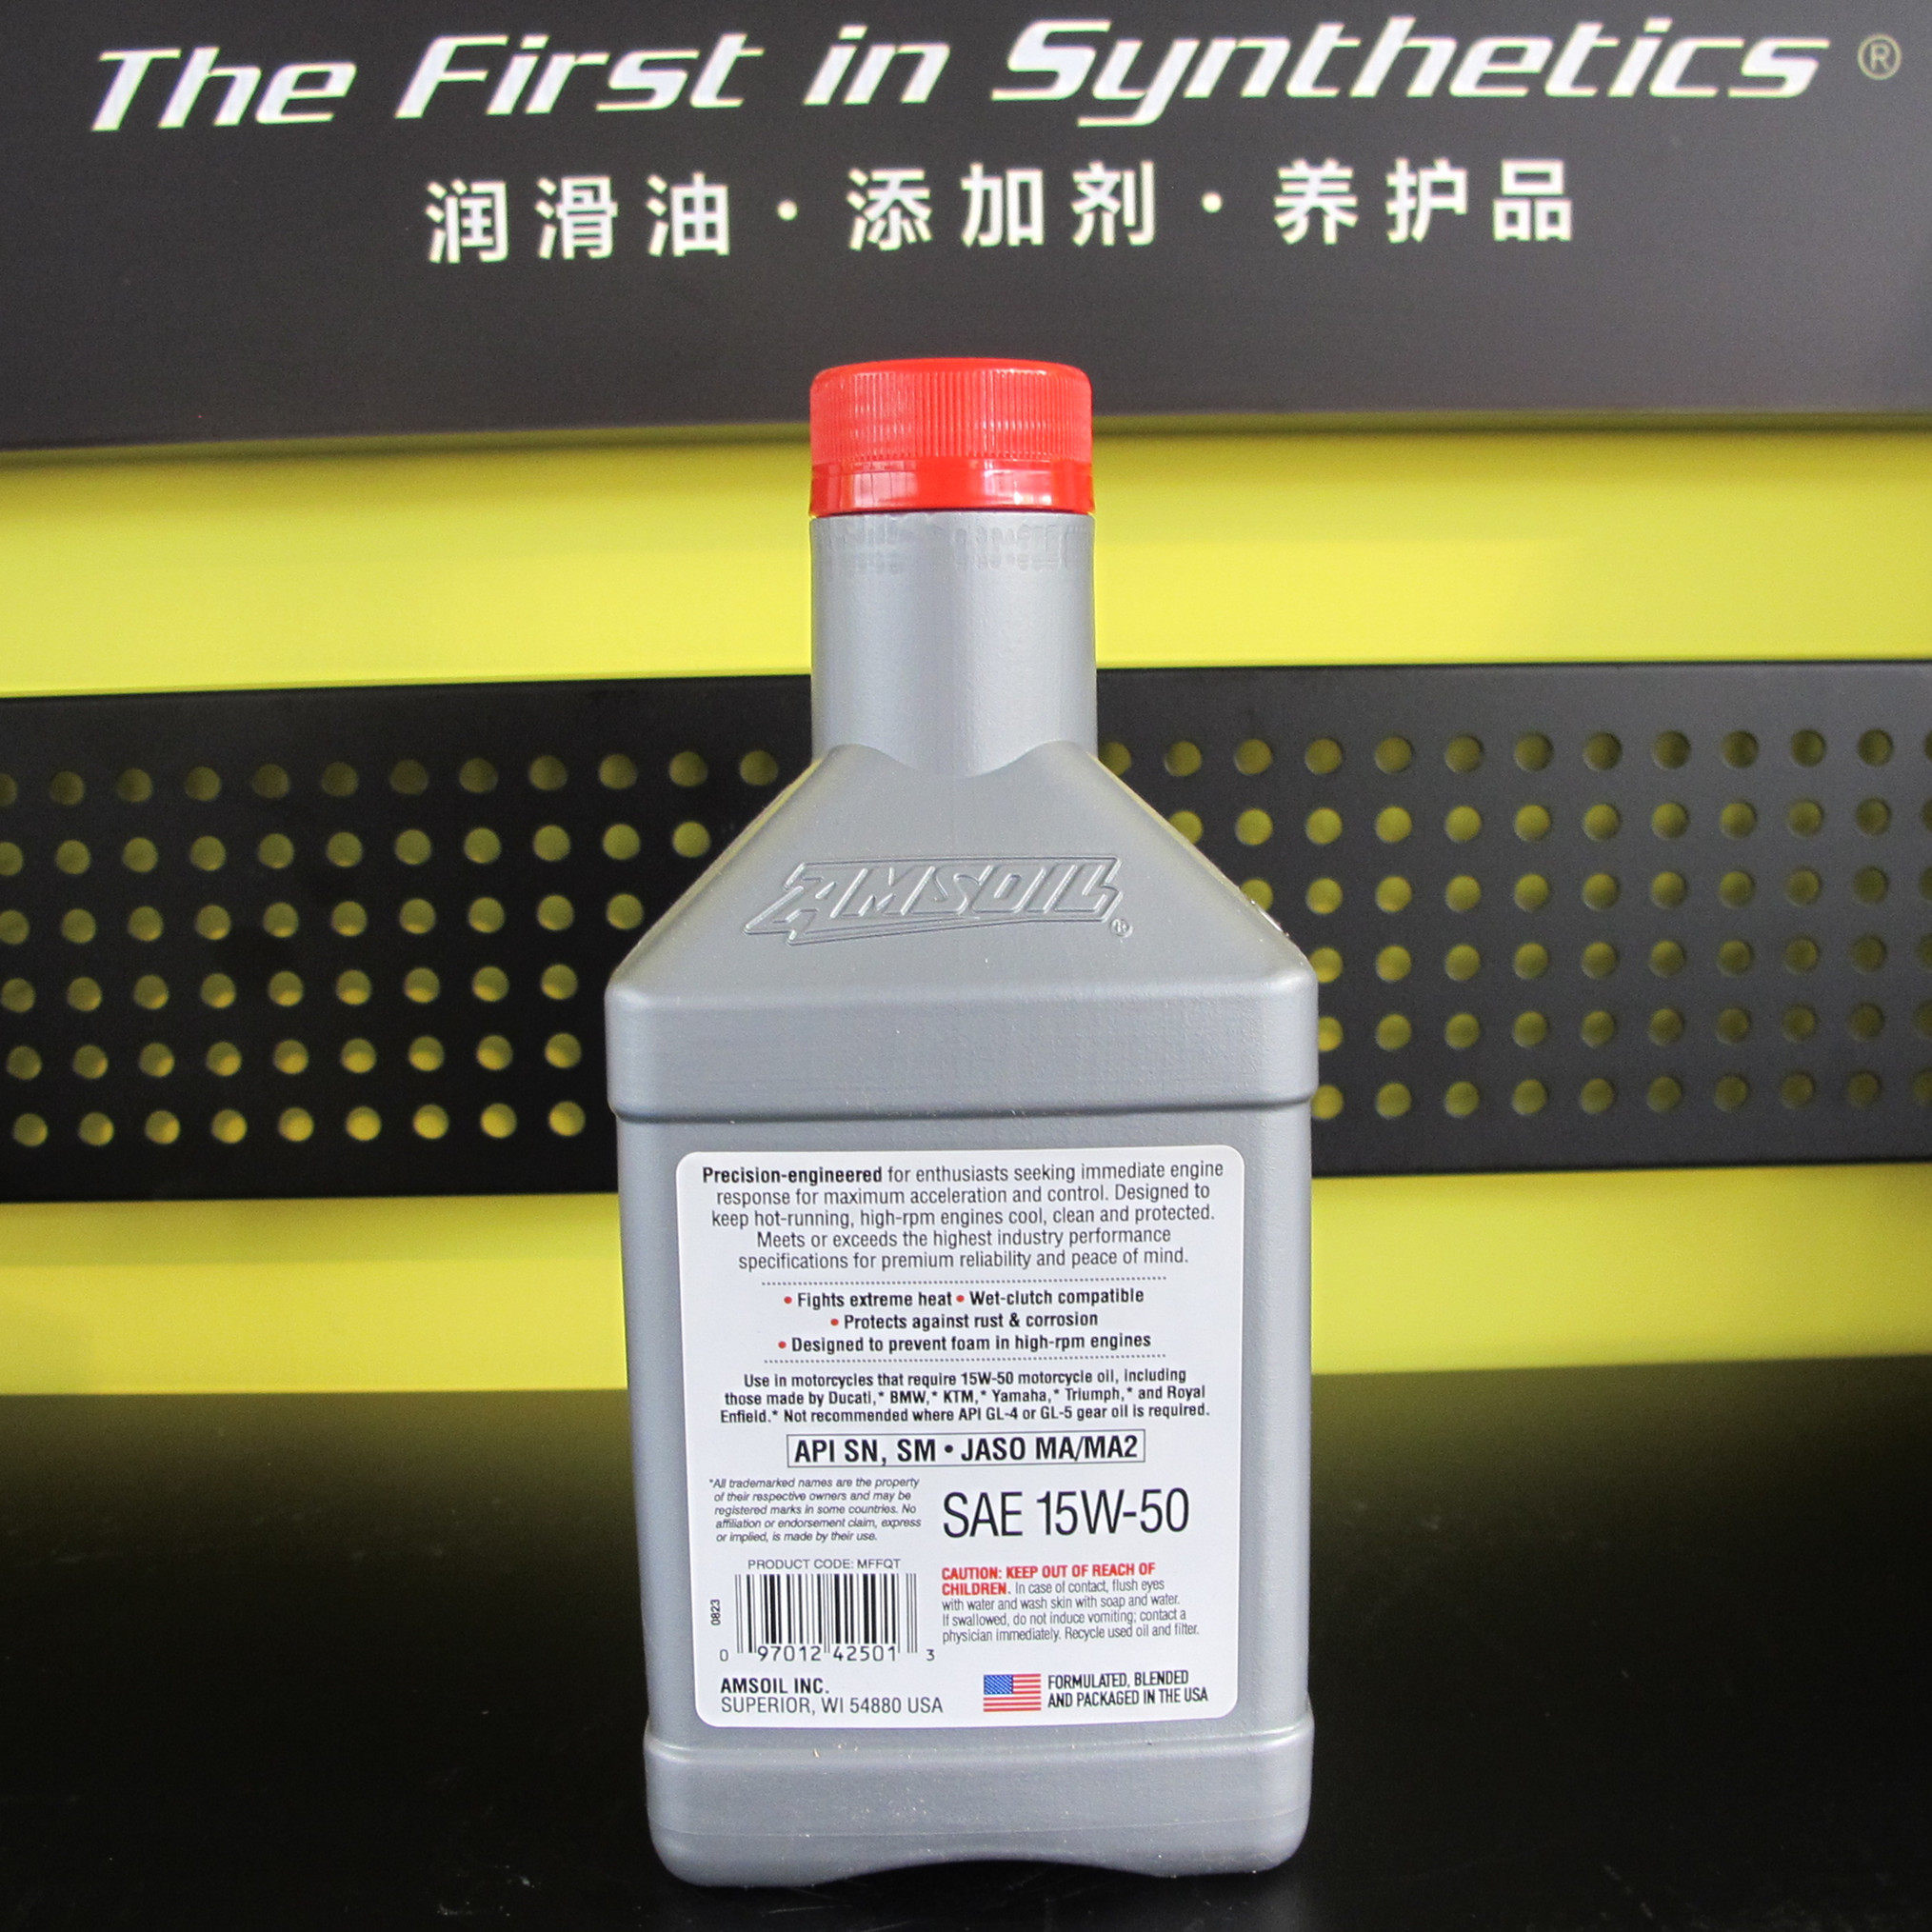 The First in Synthetics®
润滑油·添加剂·养护品
AMSOIL®
Precision-engineered for enthusiasts seeking immediate engine
response for maximum acceleration and control. Designed to
keep hot-running, high-rpm engines cool, clean and protected.
Meets or exceeds the highest industry performance
specifications for premium reliability and peace of mind.
• Fights extreme heat • Wet-clutch compatible
• Protects against rust & corrosion
• Designed to prevent foam in high-rpm engines
Use in motorcycles that require 15W-50 motorcycle oil, including
those made by Ducati,* BMW,* KTM,* Yamaha,* Triumph,* and Royal
Enfield.* Not recommended where API GL-4 or GL-5 gear oil is required.
API SN, SM • JASO MA/MA2
*All trademarked names are the property
of their respective owners and may be
registered marks in some countries. No
affiliation or endorsement claim, express
or implied, is made by their use.
SAE 15W-50
PRODUCT CODE: MFFQT
0823
0 97012 42501 3
CAUTION: KEEP OUT OF REACH OF
CHILDREN. In case of contact, flush eyes
with water and wash skin with soap and water.
If swallowed, do not induce vomiting; contact a
physician immediately. Recycle used oil and filter.
AMSOIL INC.
SUPERIOR, WI 54880 USA
FORMULATED, BLENDED
AND PACKAGED IN THE USA